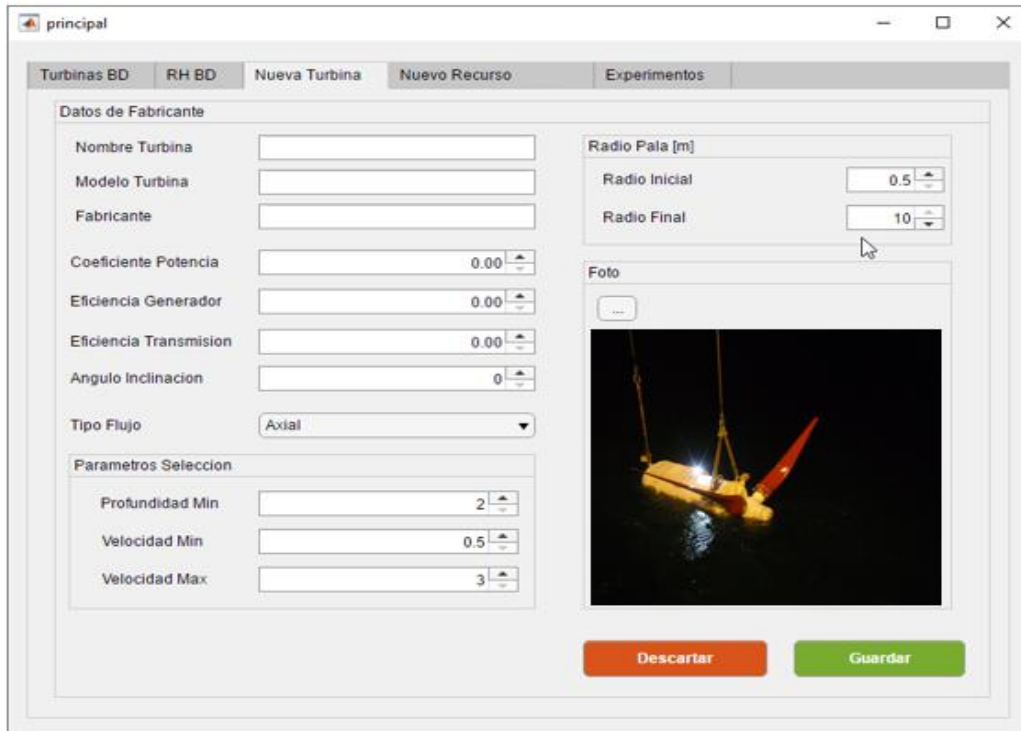 principal
Turbinas BD
RH BD
Nueva Turbina
Nuevo Recurso
Experimentos
Datos de Fabricante
Nombre Turbina
Modelo Turbina
Fabricante
Coeficiente Potencia 0.00
Eficiencia Generador 0.00
Eficiencia Transmision 0.00
Angulo Inclinacion 0
Tipo Flujo Axial
Parametros Seleccion
Profundidad Min 2
Velocidad Min 0.5
Velocidad Max 3
Radio Pala [m]
Radio Inicial 0.5
Radio Final 10
Foto
...
Descartar
Guardar